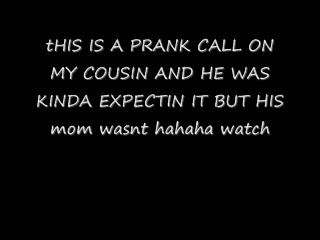 tHIS IS A PRANK CALL ON
MY COUSIN AND HE WAS
KINDA EXPECTIN IT BUT HIS
mom wasnt hahaha watch